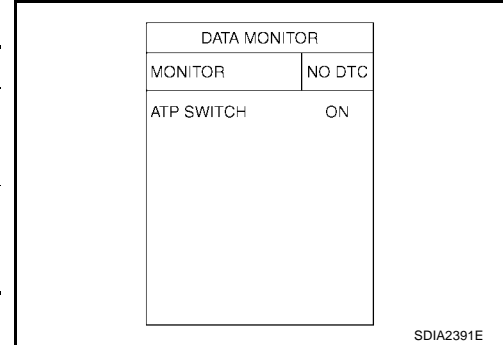 DATA MONITOR
MONITOR NO DTC
ATP SWITCH ON
SDIA2391E